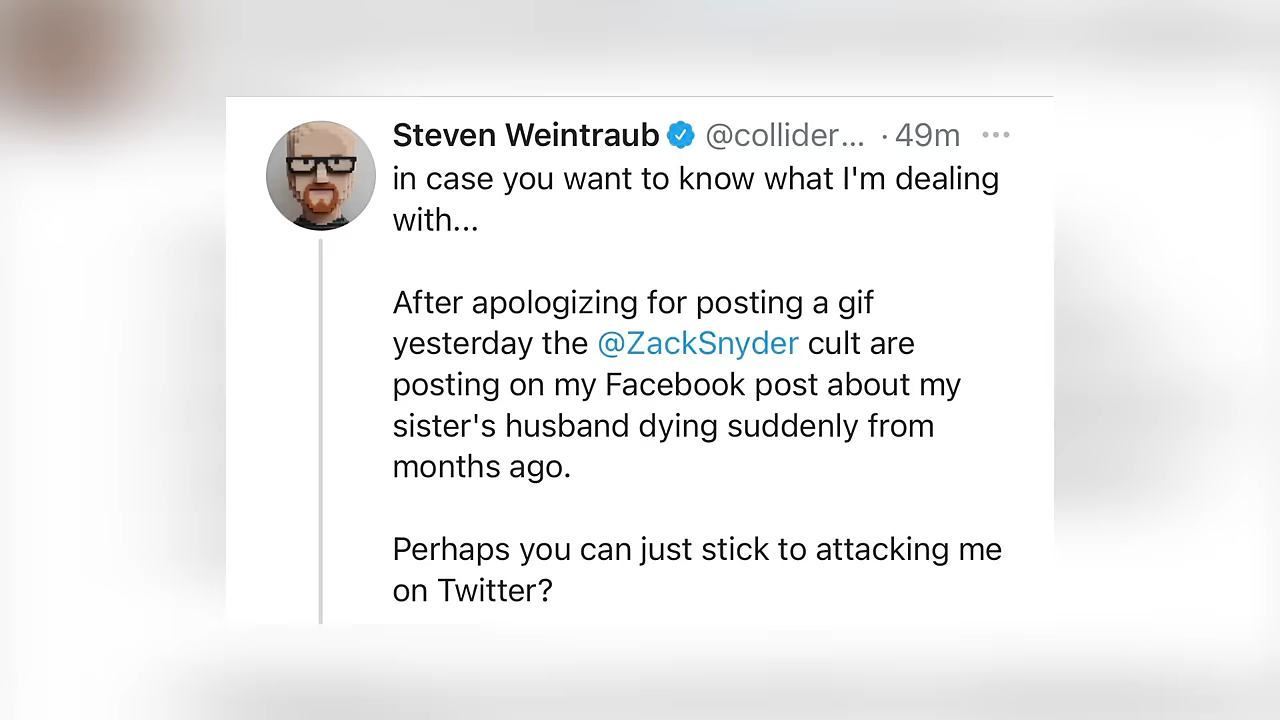 Steven Weintraub @collider... · 49m ...
in case you want to know what I'm dealing
with...
After apologizing for posting a gif
yesterday the @ZackSnyder cult are
posting on my Facebook post about my
sister's husband dying suddenly from
months ago.
Perhaps you can just stick to attacking me
on Twitter?